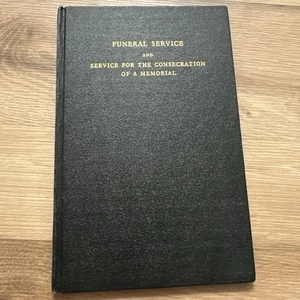 FUNERAL SERVICE
AND
SERVICE FOR THE CONSECRATION
OF A MEMORIAL